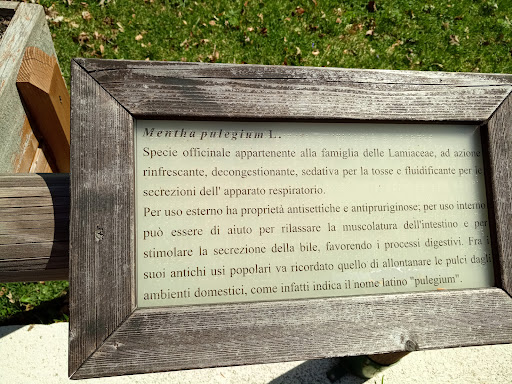 Mentha pulegium L.
Specie officinale appartenente alla famiglia delle Lamiaceae, ad azione
rinfrescante, decongestionante, sedativa per la tosse e fluidificante per le
secrezioni dell' apparato respiratorio.
Per uso esterno ha proprietà antisettiche e antipruriginose; per uso interno
può essere di aiuto per rilassare la muscolatura dell'intestino e per
stimolare la secrezione della bile, favorendo i processi digestivi. Fra i
suoi antichi usi popolari va ricordato quello di allontanare le pulci dagli
ambienti domestici, come infatti indica il nome latino "pulegium".